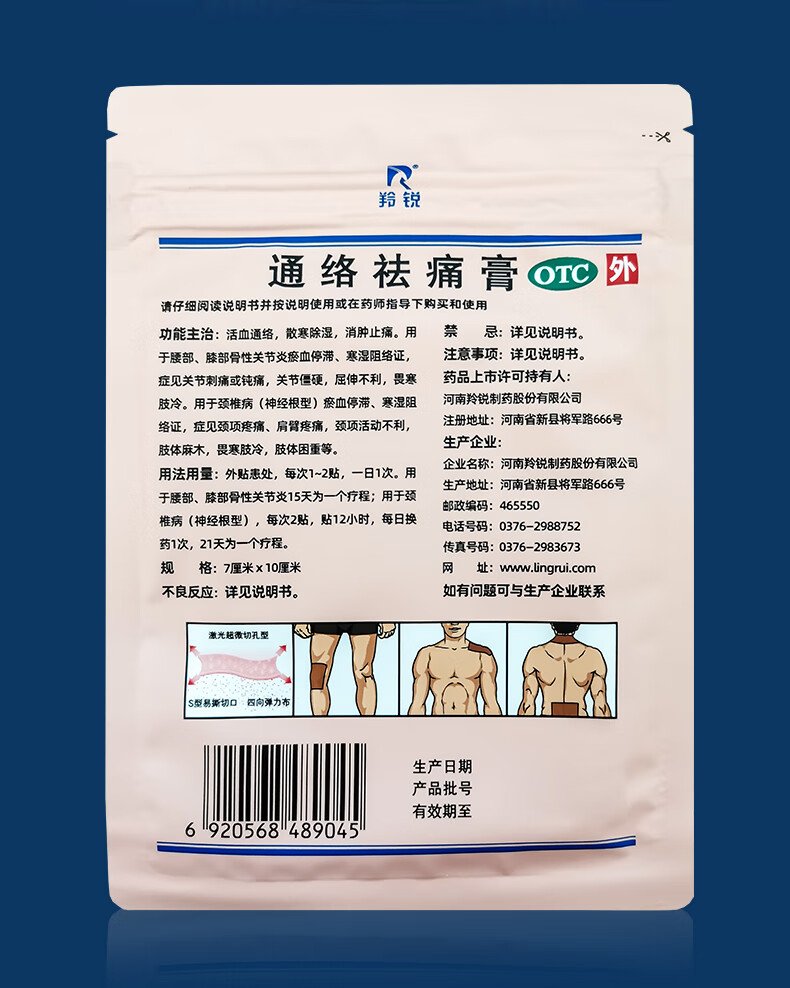 羚锐
通络祛痛膏 OTC 外
请仔细阅读说明书并按说明使用或在药师指导下购买和使用
功能主治：活血通络，散寒除湿，消肿止痛。用
于腰部、膝部骨性关节炎瘀血停滞、寒湿阻络证，
症见关节刺痛或钝痛，关节僵硬，屈伸不利，畏寒
肢冷。用于颈椎病（神经根型）瘀血停滞、寒湿阻
络证，症见颈项疼痛、肩臂疼痛，颈项活动不利，
肢体麻木，畏寒肢冷，肢体困重等。
用法用量：外贴患处，每次1~2贴，一日1次。用
于腰部、膝部骨性关节炎15天为一个疗程；用于颈
椎病（神经根型），每次2贴，贴12小时，每日换
药1次，21天为一个疗程。
规　　格：7厘米 x 10厘米
不良反应：详见说明书。
禁　　忌：详见说明书。
注意事项：详见说明书。
药品上市许可持有人：
河南羚锐制药股份有限公司
注册地址：河南省新县将军路666号
生产企业：
企业名称：河南羚锐制药股份有限公司
生产地址：河南省新县将军路666号
邮政编码：465550
电话号码：0376-2988752
传真号码：0376-2983673
网　　址：www.lingrui.com
如有问题可与生产企业联系
激光超微切孔型
S型易撕切口 四向弹力布
6 920568 489045
生产日期
产品批号
有效期至